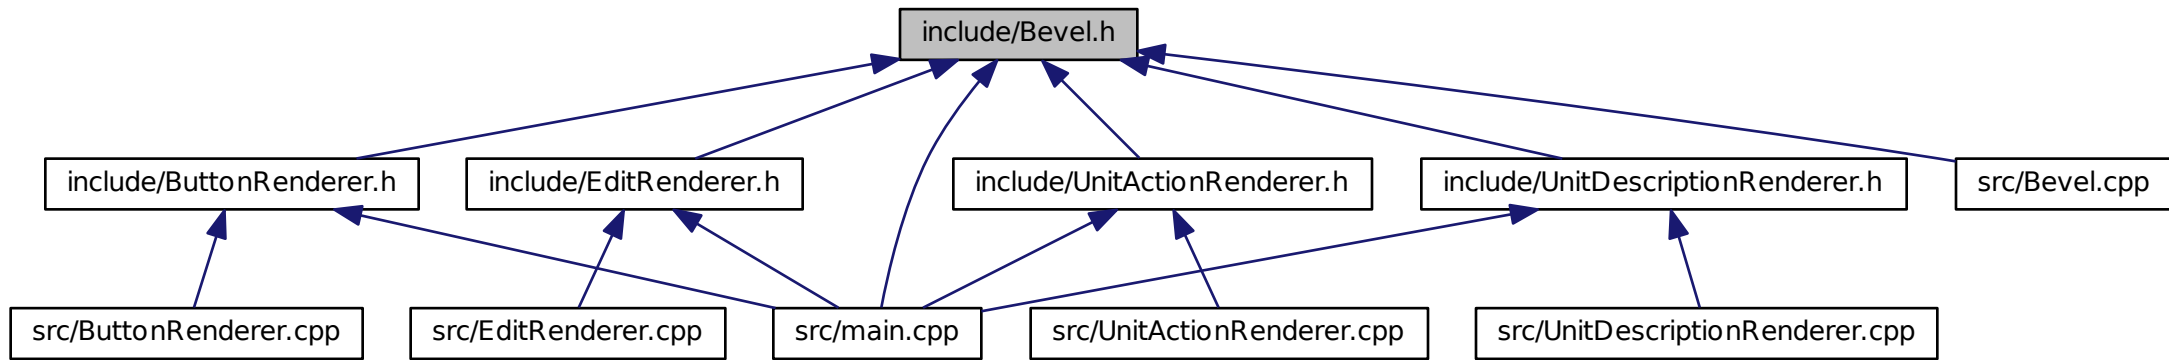 include/Bevel.h
include/ButtonRenderer.h
include/EditRenderer.h
include/UnitActionRenderer.h
include/UnitDescriptionRenderer.h
src/Bevel.cpp
src/ButtonRenderer.cpp
src/EditRenderer.cpp
src/main.cpp
src/UnitActionRenderer.cpp
src/UnitDescriptionRenderer.cpp